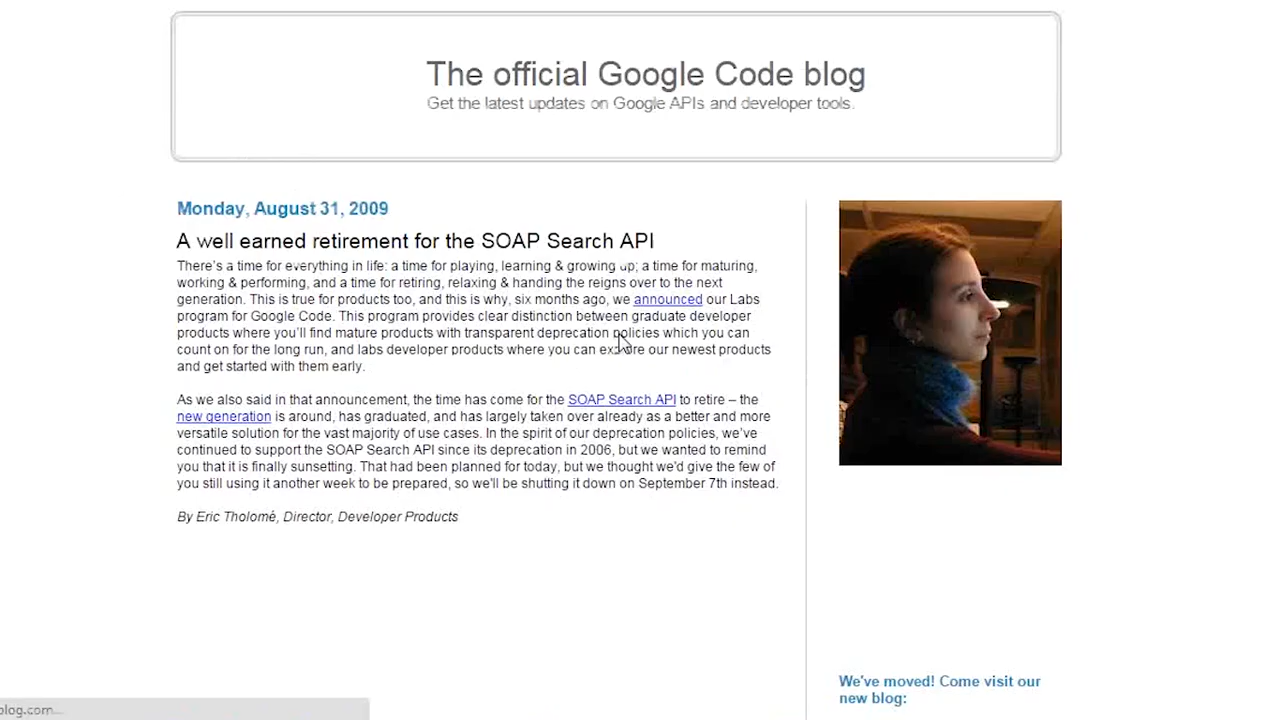 The official Google Code blog
Get the latest updates on Google APIs and developer tools.
Monday, August 31, 2009
A well earned retirement for the SOAP Search API
There's a time for everything in life: a time for playing, learning & growing up; a time for maturing,
working & performing, and a time for retiring, relaxing & handing the reigns over to the next
generation. This is true for products too, and this is why, six months ago, we announced our Labs
program for Google Code. This program provides clear distinction between graduate developer
products where you'll find mature products with transparent deprecation policies which you can
count on for the long run, and labs developer products where you can explore our newest products
and get started with them early.
As we also said in that announcement, the time has come for the SOAP Search API to retire – the
new generation is around, has graduated, and has largely taken over already as a better and more
versatile solution for the vast majority of use cases. In the spirit of our deprecation policies, we've
continued to support the SOAP Search API since its deprecation in 2006, but we wanted to remind
you that it is finally sunsetting. That had been planned for today, but we thought we'd give the few of
you still using it another week to be prepared, so we'll be shutting it down on September 7th instead.
By Eric Tholomé, Director, Developer Products
We've moved! Come visit our
new blog:
blog.com...